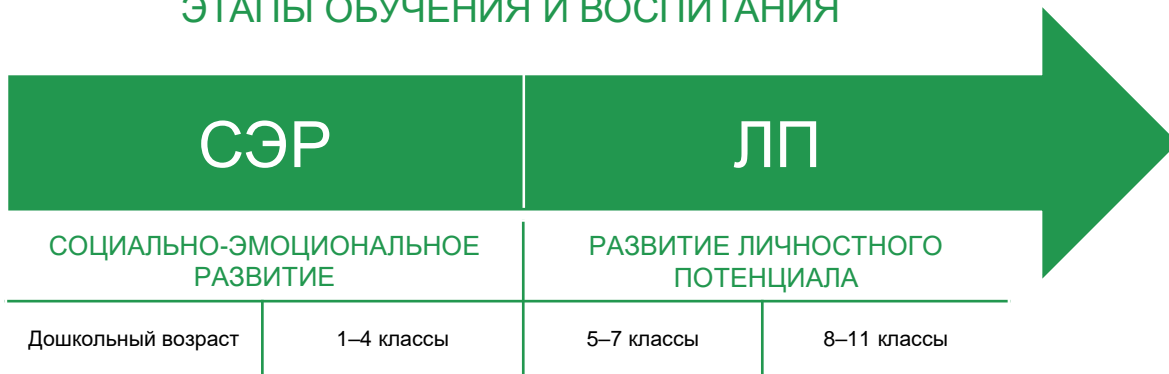 ЭТАПЫ ОБУЧЕНИЯ И ВОСПИТАНИЯ
СЭР
ЛП
СОЦИАЛЬНО-ЭМОЦИОНАЛЬНОЕ
РАЗВИТИЕ
РАЗВИТИЕ ЛИЧНОСТНОГО
ПОТЕНЦИАЛА
Дошкольный возраст
1–4 классы
5–7 классы
8–11 классы